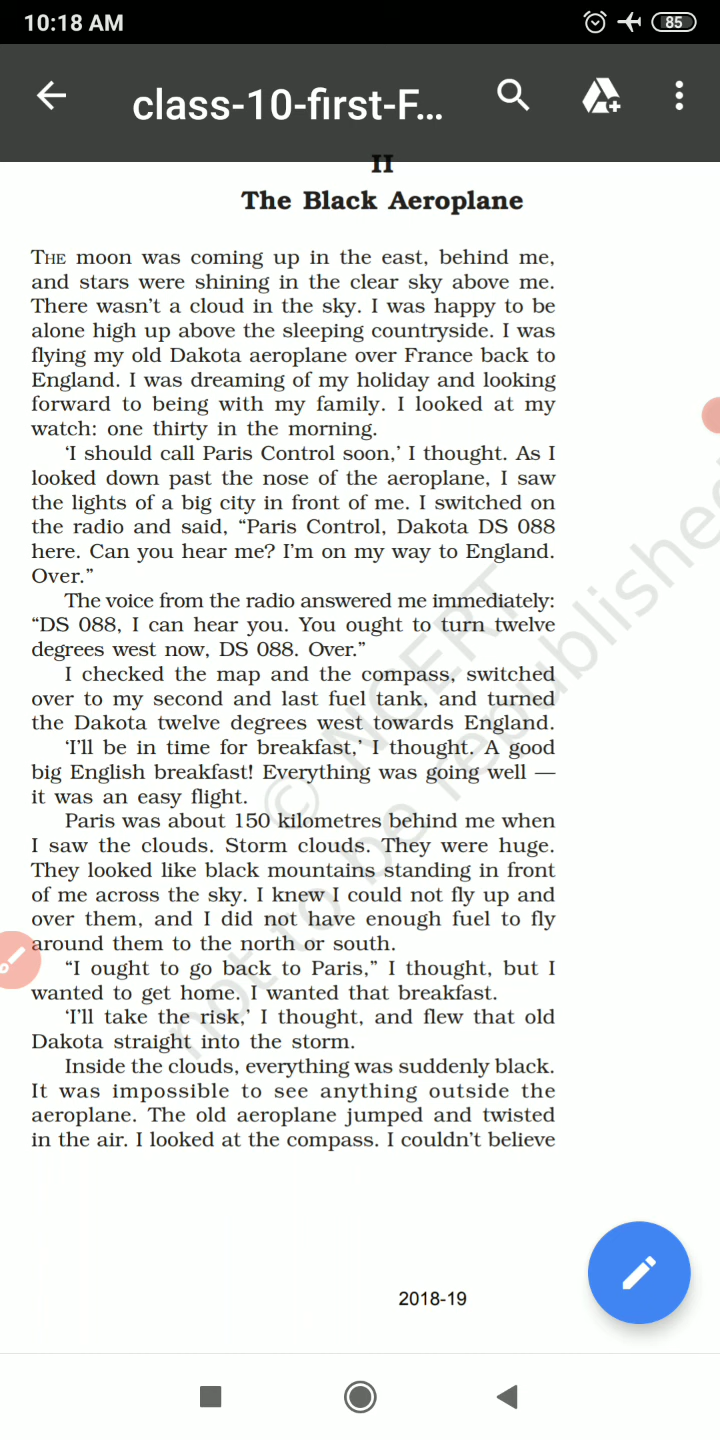 10:18 AM
85
class-10-first-F...
II
The Black Aeroplane
THE moon was coming up in the east, behind me,
and stars were shining in the clear sky above me.
There wasn't a cloud in the sky. I was happy to be
alone high up above the sleeping countryside. I was
flying my old Dakota aeroplane over France back to
England. I was dreaming of my holiday and looking
forward to being with my family. I looked at my
watch: one thirty in the morning.
‘I should call Paris Control soon,’ I thought. As I
looked down past the nose of the aeroplane, I saw
the lights of a big city in front of me. I switched on
the radio and said, “Paris Control, Dakota DS 088
here. Can you hear me? I’m on my way to England.
Over.”
The voice from the radio answered me immediately:
“DS 088, I can hear you. You ought to turn twelve
degrees west now, DS 088. Over.”
I checked the map and the compass, switched
over to my second and last fuel tank, and turned
the Dakota twelve degrees west towards England.
‘I’ll be in time for breakfast,’ I thought. A good
big English breakfast! Everything was going well —
it was an easy flight.
Paris was about 150 kilometres behind me when
I saw the clouds. Storm clouds. They were huge.
They looked like black mountains standing in front
of me across the sky. I knew I could not fly up and
over them, and I did not have enough fuel to fly
around them to the north or south.
“I ought to go back to Paris,” I thought, but I
wanted to get home. I wanted that breakfast.
‘I’ll take the risk,’ I thought, and flew that old
Dakota straight into the storm.
Inside the clouds, everything was suddenly black.
It was impossible to see anything outside the
aeroplane. The old aeroplane jumped and twisted
in the air. I looked at the compass. I couldn’t believe
© NCERT
not to be republished
2018-19